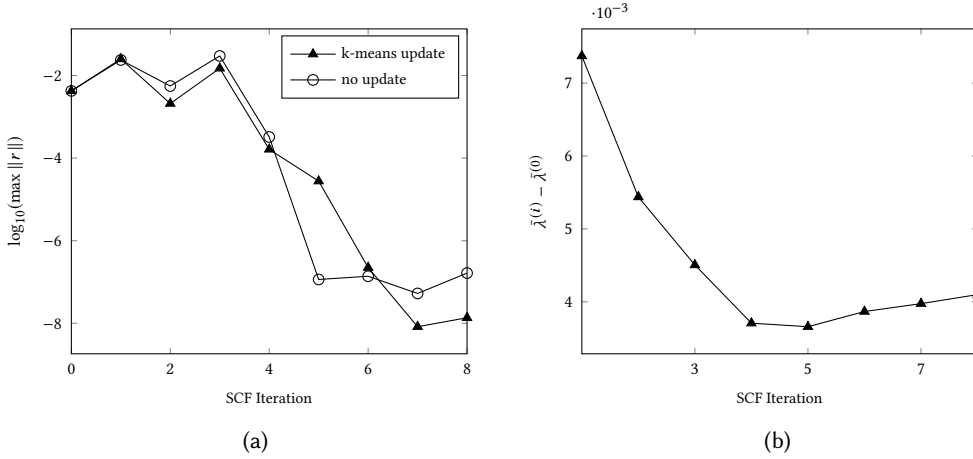 ·10⁻³
k-means update
no update
log₁₀(max ||r||)
−2
−4
−6
−8
0
2
4
6
8
SCF Iteration
(a)
λ̄⁽ⁱ⁾ − λ̄⁽⁰⁾
7
6
5
4
3
5
7
SCF Iteration
(b)